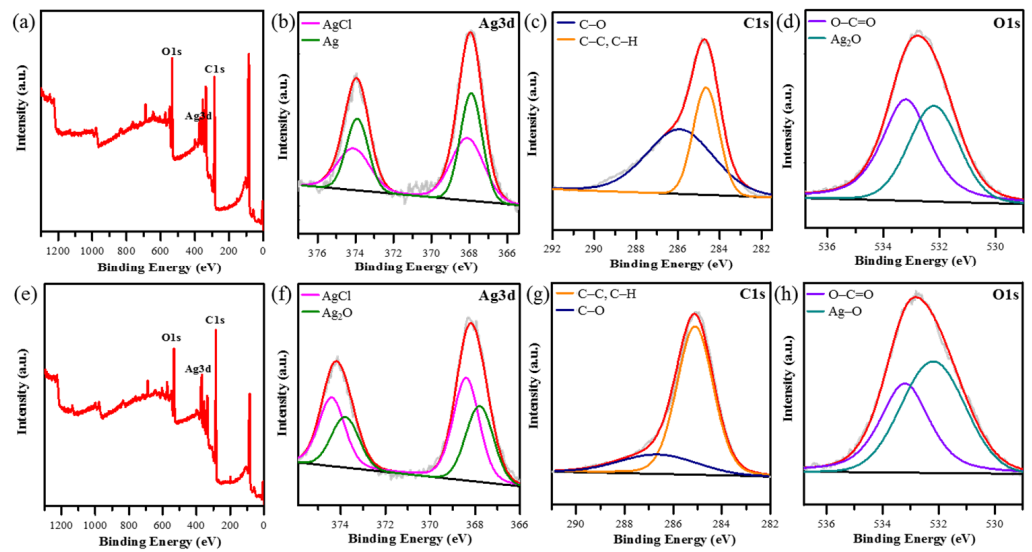 (a)
O1s
C1s
Ag3d
Intensity (a.u.)
1200 1000 800 600 400 200 0
Binding Energy (eV)
(b)
Ag3d
AgCl
Ag
Intensity (a.u.)
376 374 372 370 368 366
Binding Energy (eV)
(c)
C1s
C–O
C–C, C–H
Intensity (a.u.)
292 290 288 286 284 282
Binding Energy (eV)
(d)
O1s
O–C=O
Ag₂O
Intensity (a.u.)
536 534 532 530
Binding Energy (eV)
(e)
C1s
O1s
Ag3d
Intensity (a.u.)
1200 1000 800 600 400 200 0
Binding Energy (eV)
(f)
Ag3d
AgCl
Ag₂O
Intensity (a.u.)
374 372 370 368 366
Binding Energy (eV)
(g)
C1s
C–C, C–H
C–O
Intensity (a.u.)
290 288 286 284 282
Binding Energy (eV)
(h)
O1s
O–C=O
Ag–O
Intensity (a.u.)
536 534 532 530
Binding Energy (eV)